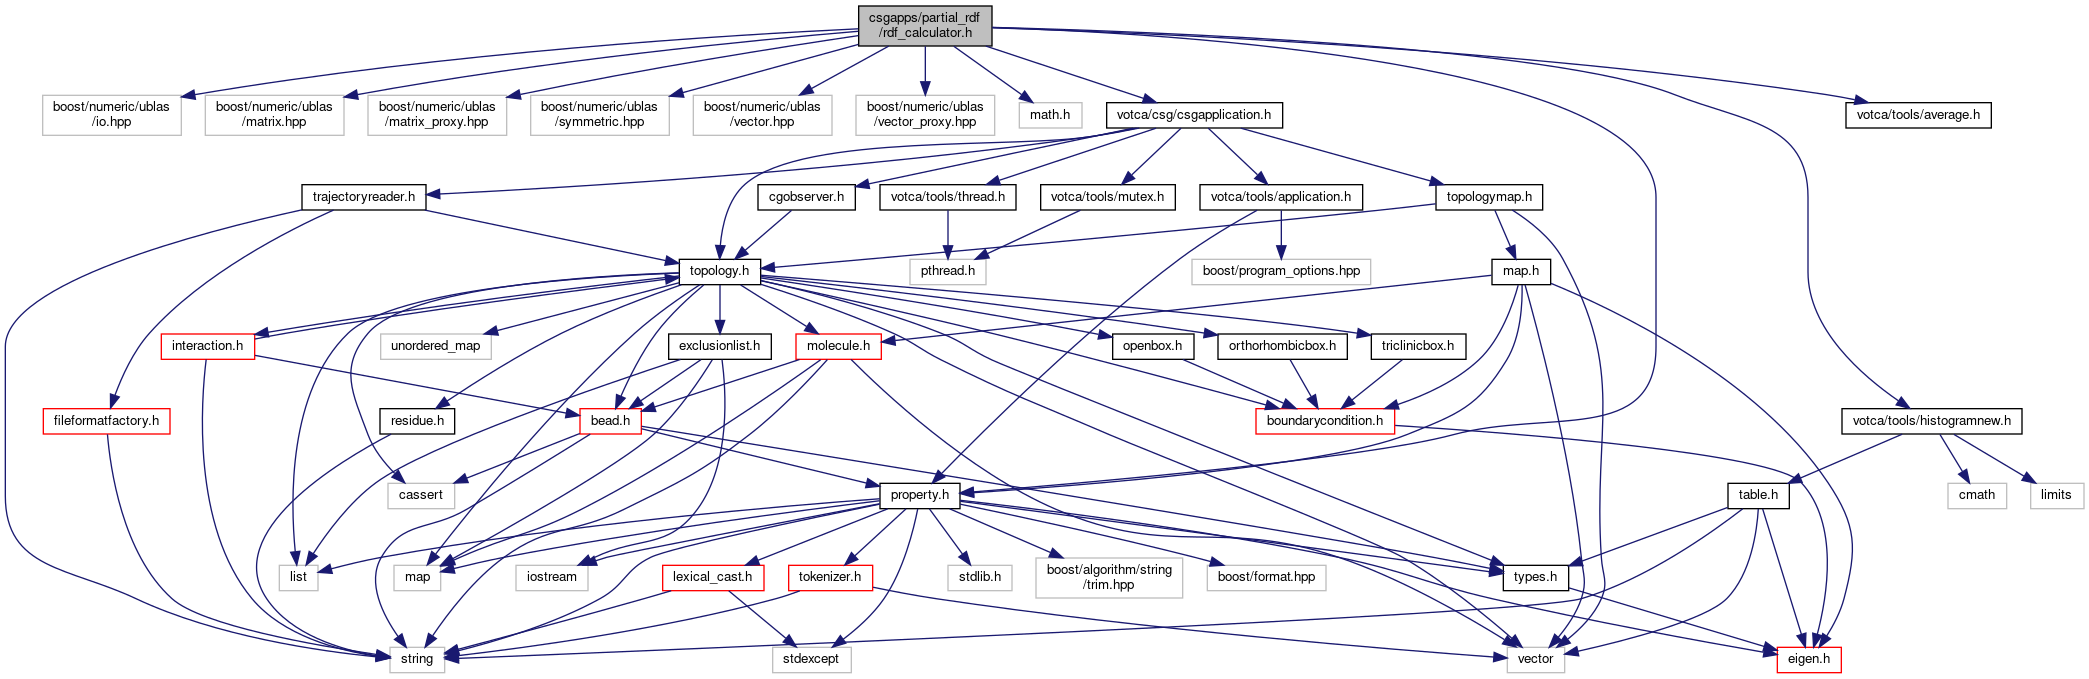 csgapps/partial_rdf
/rdf_calculator.h
boost/numeric/ublas
/io.hpp
boost/numeric/ublas
/matrix.hpp
boost/numeric/ublas
/matrix_proxy.hpp
boost/numeric/ublas
/symmetric.hpp
boost/numeric/ublas
/vector.hpp
boost/numeric/ublas
/vector_proxy.hpp
math.h
votca/csg/csgapplication.h
votca/tools/average.h
trajectoryreader.h
cgobserver.h
votca/tools/thread.h
votca/tools/mutex.h
votca/tools/application.h
topologymap.h
topology.h
pthread.h
boost/program_options.hpp
map.h
interaction.h
unordered_map
exclusionlist.h
molecule.h
openbox.h
orthorhombicbox.h
triclinicbox.h
fileformatfactory.h
residue.h
bead.h
boundarycondition.h
votca/tools/histogramnew.h
cassert
property.h
table.h
cmath
limits
list
map
iostream
lexical_cast.h
tokenizer.h
stdlib.h
boost/algorithm/string
/trim.hpp
boost/format.hpp
types.h
string
stdexcept
vector
eigen.h